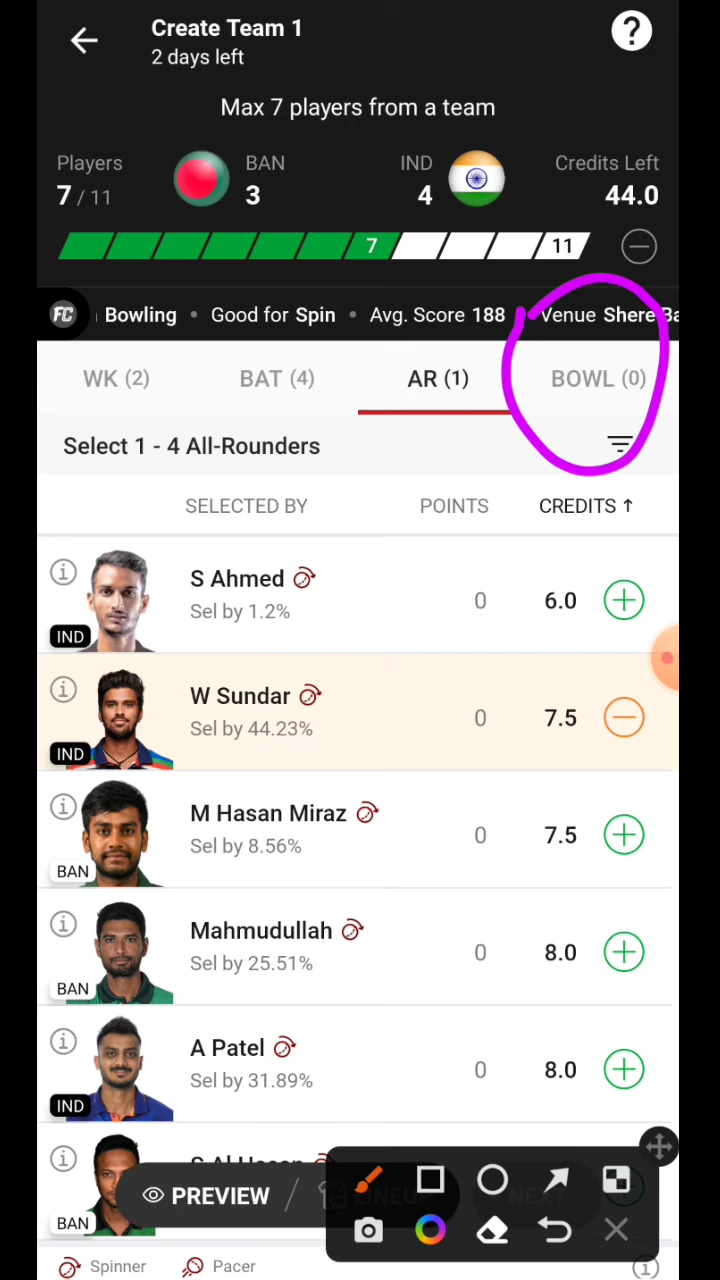 Create Team 1
2 days left
?
Max 7 players from a team
Players BAN IND Credits Left
7 / 11 3 4 44.0
7 11
FC Bowling • Good for Spin • Avg. Score 188 Venue Shere Ba
WK (2) BAT (4) AR (1) BOWL (0)
Select 1 - 4 All-Rounders
SELECTED BY POINTS CREDITS ↑
S Ahmed
Sel by 1.2% 0 6.0
IND
W Sundar
Sel by 44.23% 0 7.5
IND
M Hasan Miraz
Sel by 8.56% 0 7.5
BAN
Mahmudullah
Sel by 25.51% 0 8.0
BAN
A Patel
Sel by 31.89% 0 8.0
IND
S Al Hasan
PREVIEW / LINEUP NEXT
BAN
Spinner Pacer